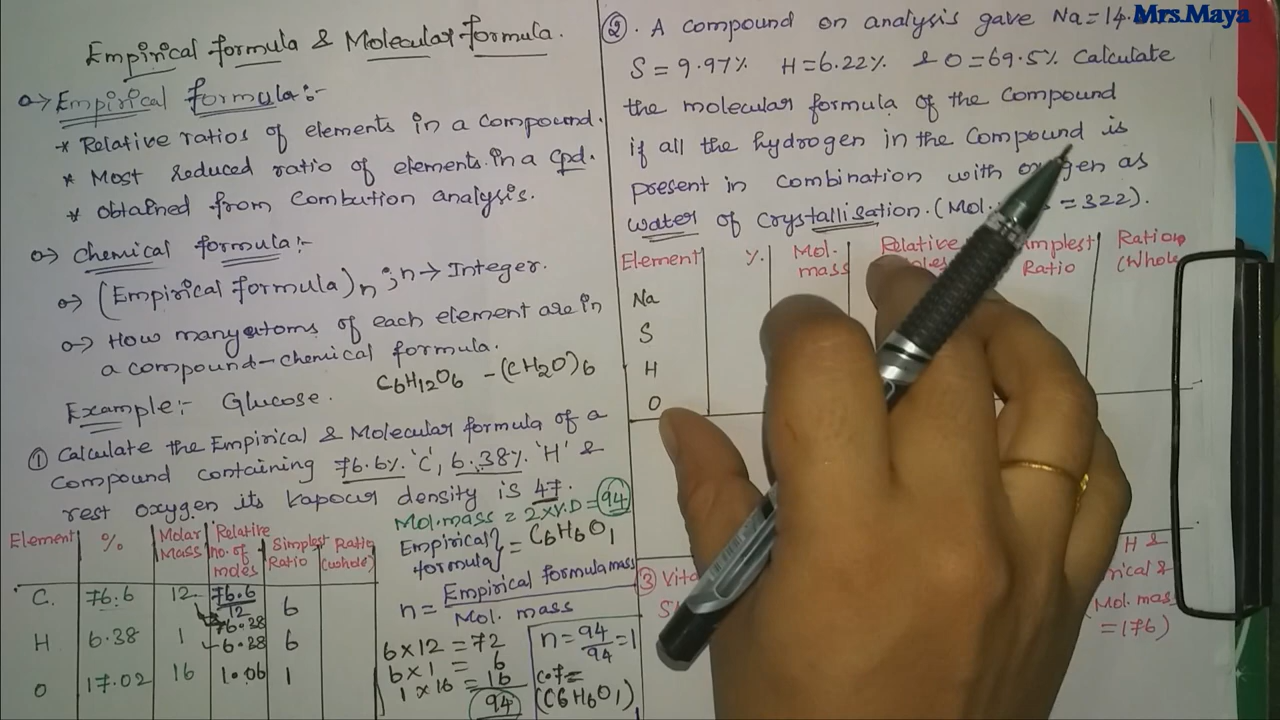 Mrs.Maya
Empirical formula & Molecular formula.
o-> Empirical formula:-
* Relative ratios of elements in a compound.
* Most reduced ratio of elements in a cpd.
* obtained from Combution analysis.
o-> Chemical formula:-
o-> (Empirical formula)n ; n → Integer.
o-> How many atoms of each element are in
a compound - chemical formula.
Example:- Glucose. C6H12O6 - (CH2O)6
① Calculate the Empirical & Molecular formula of a
Compound containing 76.6% 'C', 6.38% 'H' &
rest oxygen its Vapour density is 47.
Mol.mass = 2 x V.D = 94
Element % Molar Mass Relative no. of moles Simplest Ratio Ratio (whole)
C. 76.6 12 76.6/12 6
H 6.38 1 6.38 6
O 17.02 16 1.06 1
Empirical formula = C6H6O1
n = Empirical formula mass / Mol. mass
6 x 12 = 72
6 x 1 = 6
1 x 16 = 16
94
n = 94/94 = 1
(C6H6O1)
②. A compound on analysis gave Na = 14.
S = 9.97% H = 6.22% & O = 69.5% Calculate
the molecular formula of the Compound
if all the hydrogen in the Compound is
present in combination with as
water of Crystallisation. (Mol. = 322).
Element % Mol. mass Relative Ratio Ratio (Whole
Na
S
H
O
③
H &
&
Mol. mas
= 176)